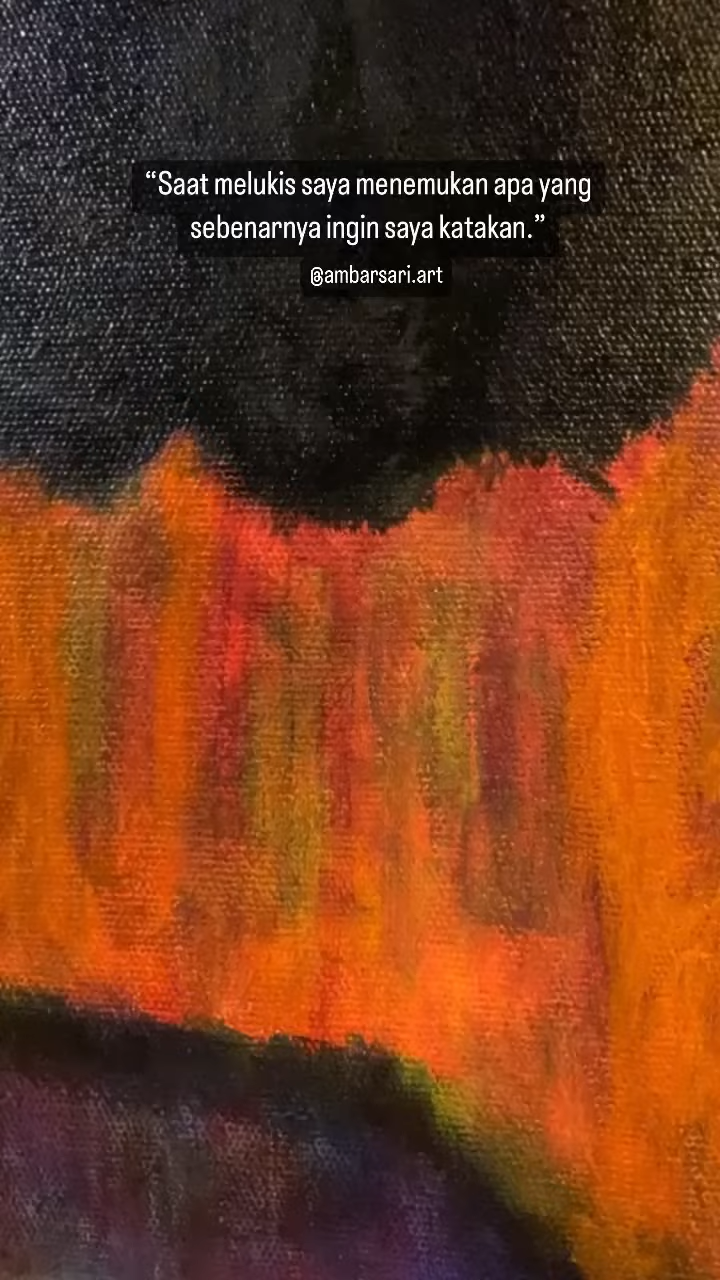 “Saat melukis saya menemukan apa yang
sebenarnya ingin saya katakan.”
@ambarsari.art